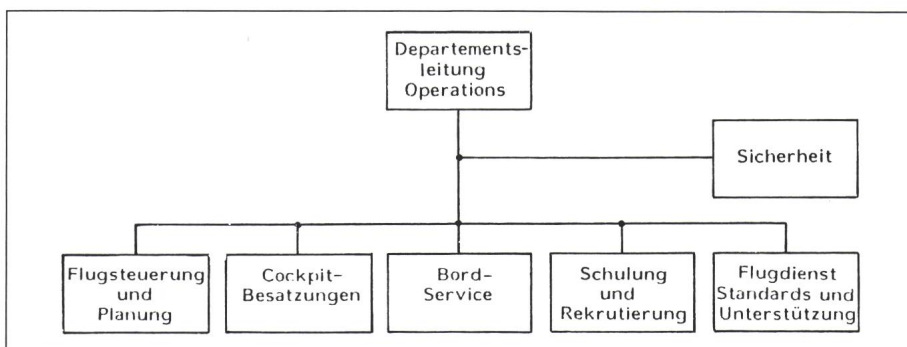 Departements-
leitung
Operations
Sicherheit
Flugsteuerung
und
Planung
Cockpit-
Besatzungen
Bord-
Service
Schulung
und
Rekrutierung
Flugdienst
Standards und
Unterstützung